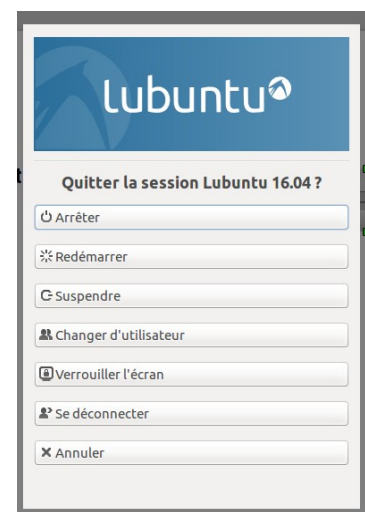 lubuntu
Quitter la session Lubuntu 16.04 ?
Arrêter
Redémarrer
Suspendre
Changer d'utilisateur
Verrouiller l'écran
Se déconnecter
Annuler